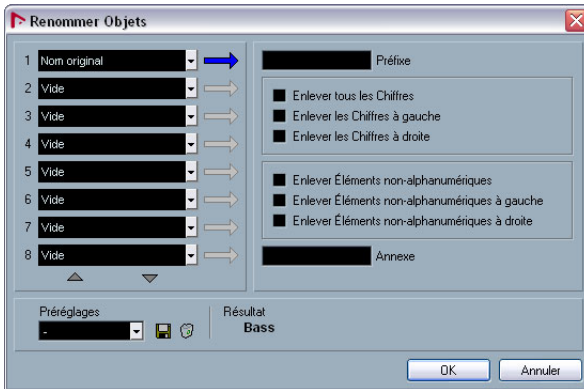 Renommer Objets
1 Nom original
2 Vide
3 Vide
4 Vide
5 Vide
6 Vide
7 Vide
8 Vide
Préfixe
Enlever tous les Chiffres
Enlever les Chiffres à gauche
Enlever les Chiffres à droite
Enlever Éléments non-alphanumériques
Enlever Éléments non-alphanumériques à gauche
Enlever Éléments non-alphanumériques à droite
Annexe
Préréglages
-
Résultat
Bass
OK
Annuler